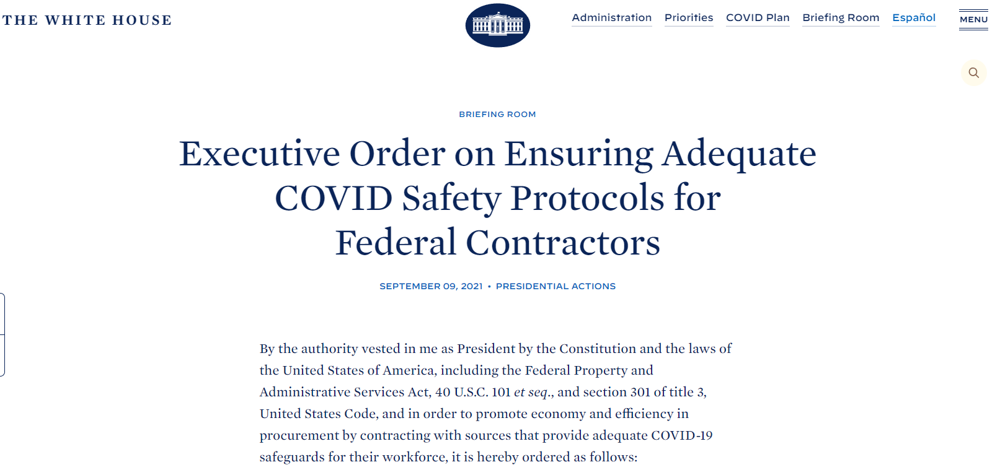 THE WHITE HOUSE
Administration Priorities COVID Plan Briefing Room Español MENU
BRIEFING ROOM
Executive Order on Ensuring Adequate
COVID Safety Protocols for
Federal Contractors
SEPTEMBER 09, 2021 • PRESIDENTIAL ACTIONS
By the authority vested in me as President by the Constitution and the laws of
the United States of America, including the Federal Property and
Administrative Services Act, 40 U.S.C. 101 et seq., and section 301 of title 3,
United States Code, and in order to promote economy and efficiency in
procurement by contracting with sources that provide adequate COVID-19
safeguards for their workforce, it is hereby ordered as follows: